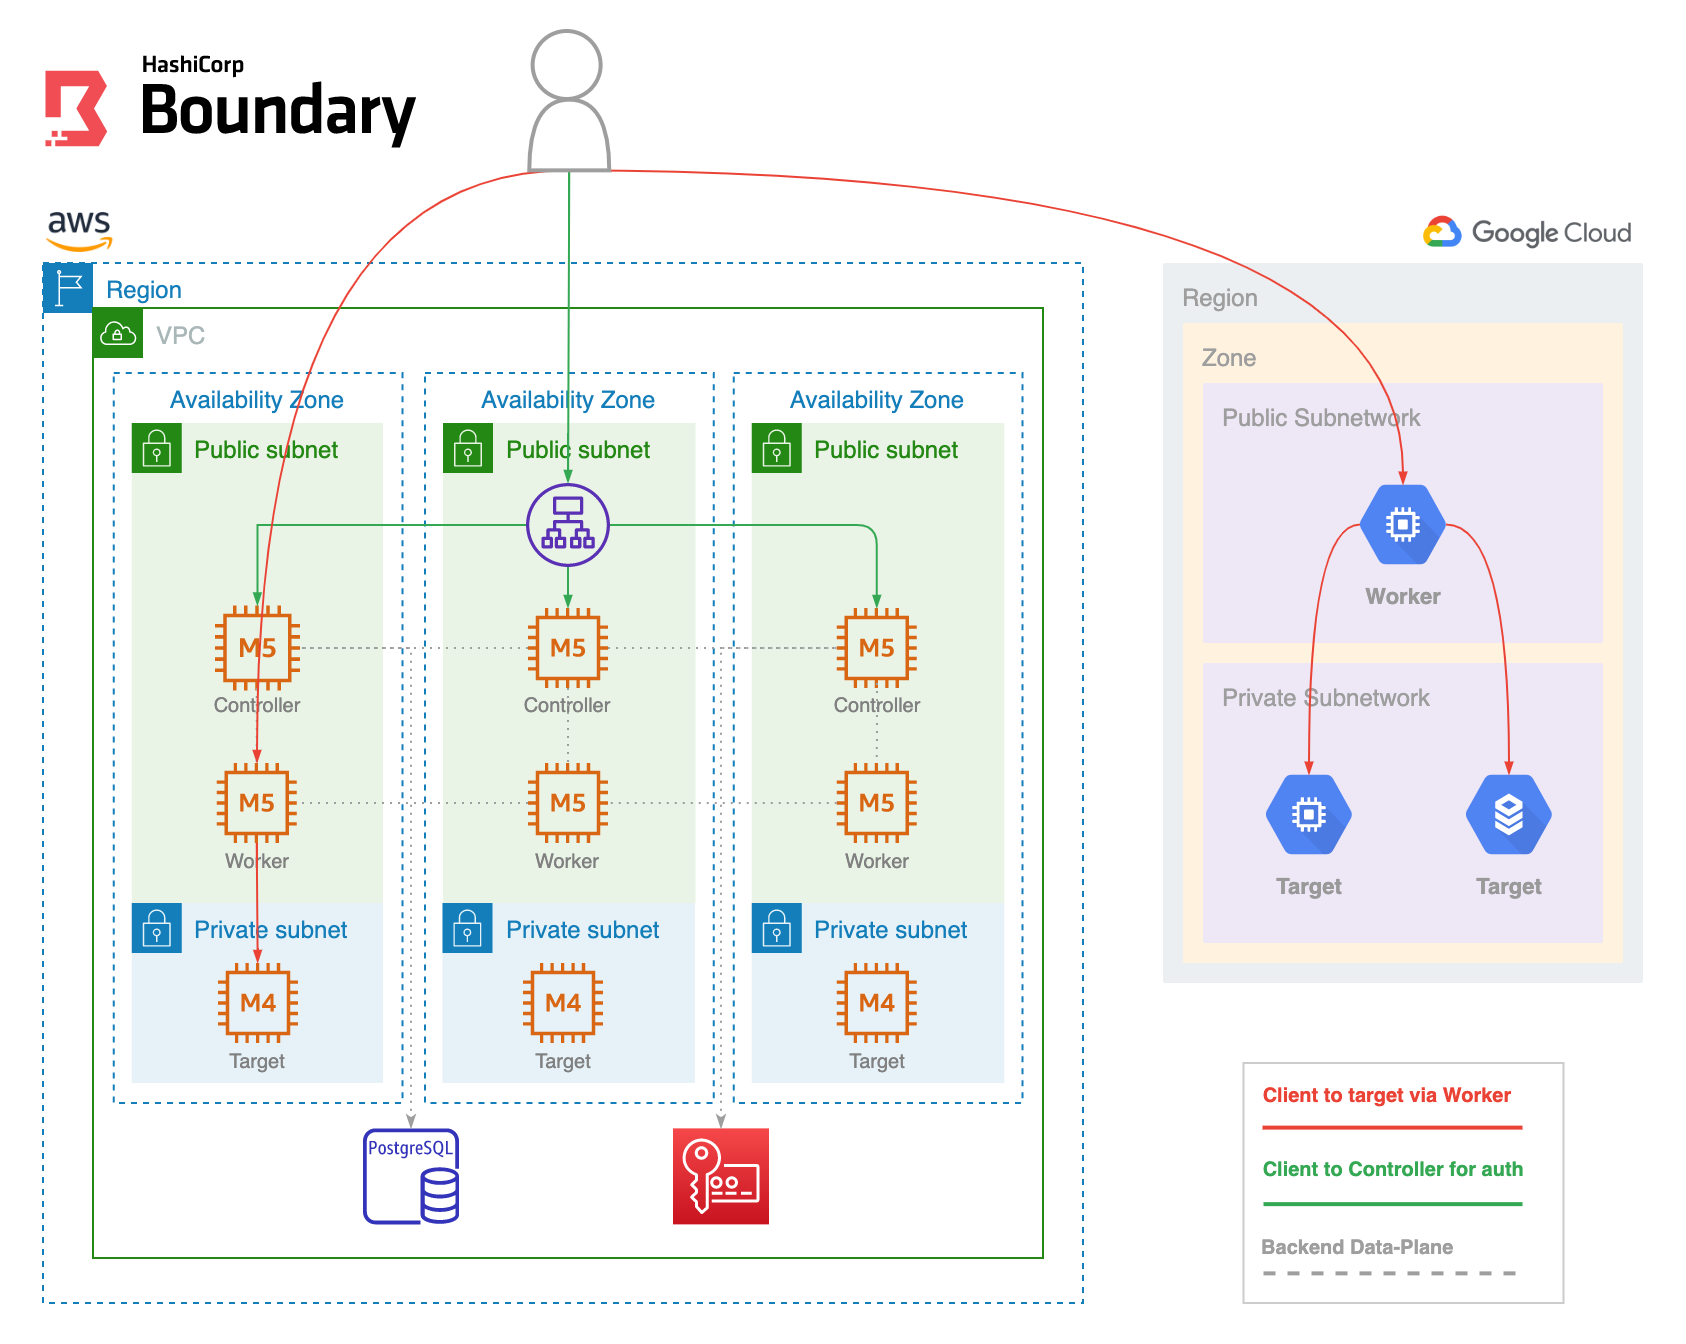 HashiCorp
Boundary
aws
Google Cloud
Region
VPC
Availability Zone
Availability Zone
Availability Zone
Public subnet
Public subnet
Public subnet
M5
M5
M5
Controller
Controller
Controller
M5
M5
M5
Worker
Worker
Worker
Private subnet
Private subnet
Private subnet
M4
M4
M4
Target
Target
Target
PostgreSQL
Region
Zone
Public Subnetwork
Worker
Private Subnetwork
Target
Target
Client to target via Worker
Client to Controller for auth
Backend Data-Plane